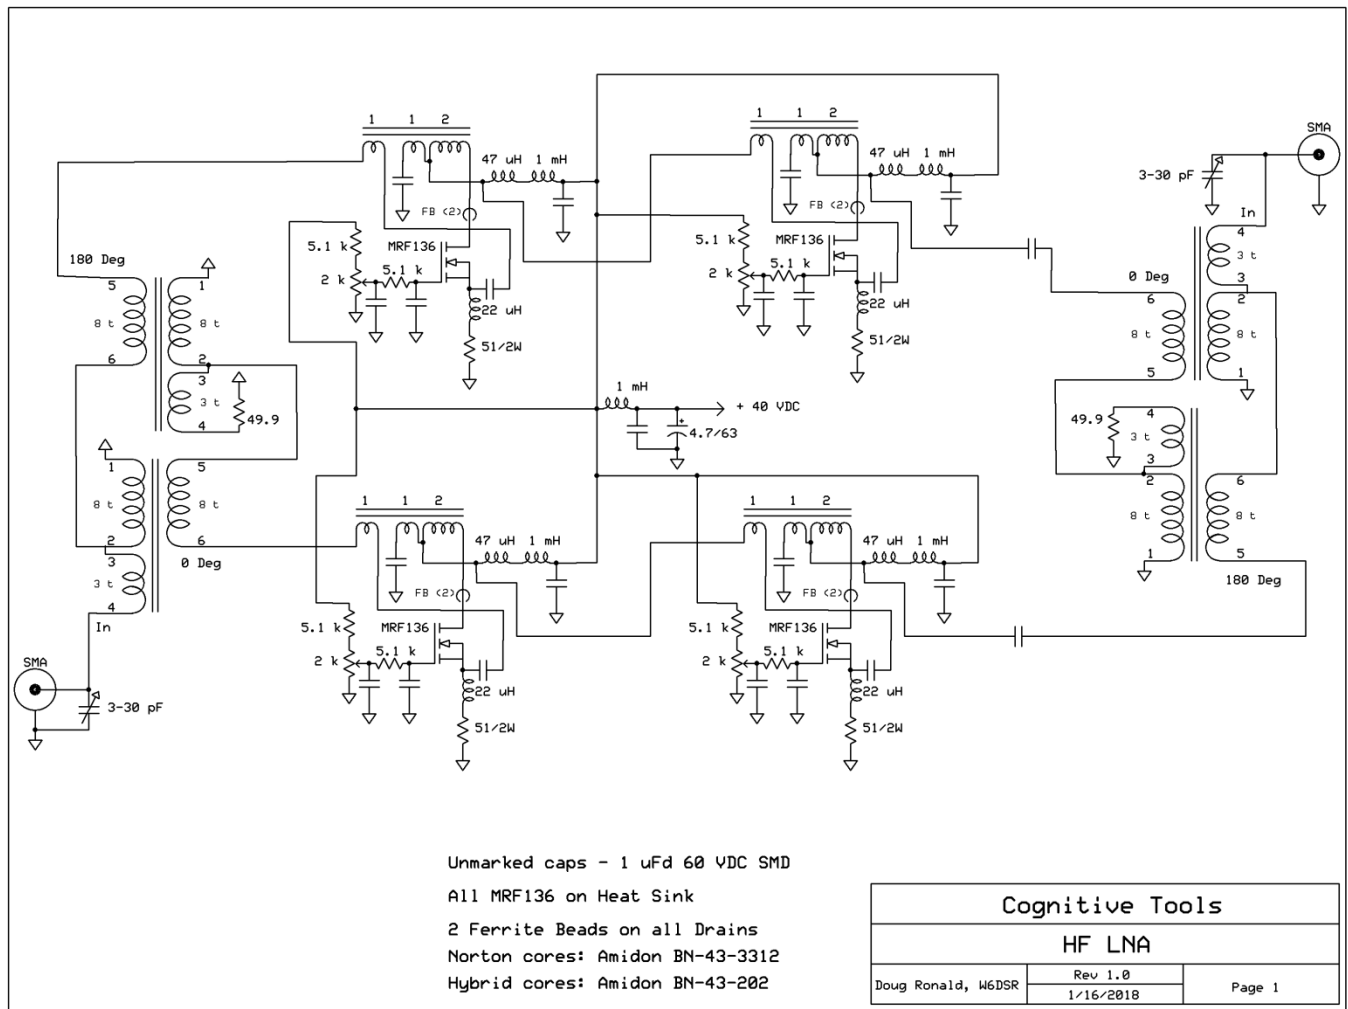 1 1 2
1 1 2
SMA
47 uH 1 mH
47 uH 1 mH
3-30 pF
FB (2)
FB (2)
In
5.1 k
MRF136
5.1 k
MRF136
4
3 t
3
180 Deg
5.1 k
5.1 k
2 k
2 k
0 Deg
5
1
6
2
22 uH
22 uH
8 t
8 t
8 t
8 t
51/2W
51/2W
6
2
5
1
3
3 t
4
49.9
1 mH
+ 40 VDC
+
4.7/63
49.9
4
3 t
3
1
5
2
6
8 t
8 t
8 t
8 t
2
6
1
5
3
0 Deg
180 Deg
3 t
4
In
1 1 2
1 1 2
47 uH 1 mH
47 uH 1 mH
FB (2)
FB (2)
5.1 k
MRF136
5.1 k
MRF136
5.1 k
5.1 k
2 k
2 k
22 uH
22 uH
51/2W
51/2W
SMA
3-30 pF
Unmarked caps - 1 uFd 60 VDC SMD
All MRF136 on Heat Sink
2 Ferrite Beads on all Drains
Norton cores: Amidon BN-43-3312
Hybrid cores: Amidon BN-43-202
Cognitive Tools
HF LNA
Doug Ronald, W6DSR
Rev 1.0
1/16/2018
Page 1